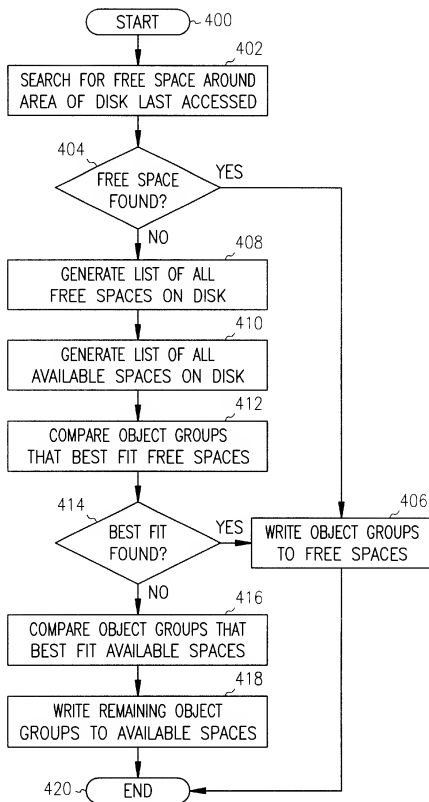 START
400
402
SEARCH FOR FREE SPACE AROUND
AREA OF DISK LAST ACCESSED
404
FREE SPACE
FOUND?
YES
NO
408
GENERATE LIST OF ALL
FREE SPACES ON DISK
410
GENERATE LIST OF ALL
AVAILABLE SPACES ON DISK
412
COMPARE OBJECT GROUPS
THAT BEST FIT FREE SPACES
414
BEST FIT
FOUND?
YES
406
WRITE OBJECT GROUPS
TO FREE SPACES
NO
416
COMPARE OBJECT GROUPS THAT
BEST FIT AVAILABLE SPACES
418
WRITE REMAINING OBJECT
GROUPS TO AVAILABLE SPACES
420
END